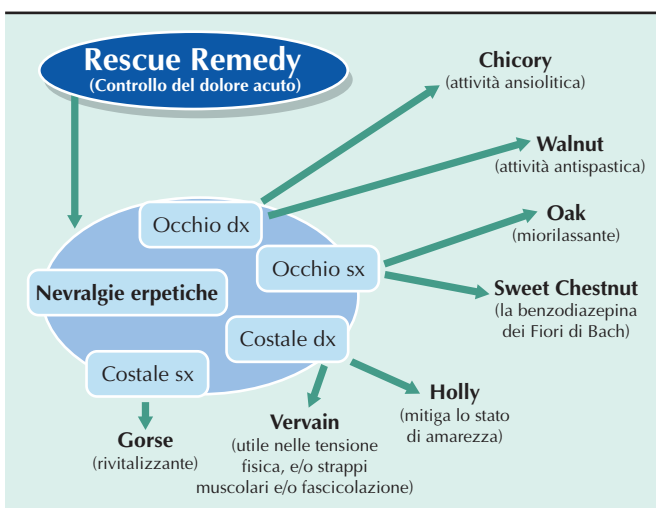 Rescue Remedy
(Controllo del dolore acuto)
Chicory
(attività ansiolitica)
Walnut
(attività antispastica)
Occhio dx
Oak
(miorilassante)
Occhio sx
Nevralgie erpetiche
Sweet Chestnut
(la benzodiazepina
dei Fiori di Bach)
Costale dx
Costale sx
Holly
(mitiga lo stato
di amarezza)
Vervain
(utile nelle tensione
fisica, e/o strappi
muscolari e/o fascicolazione)
Gorse
(rivitalizzante)